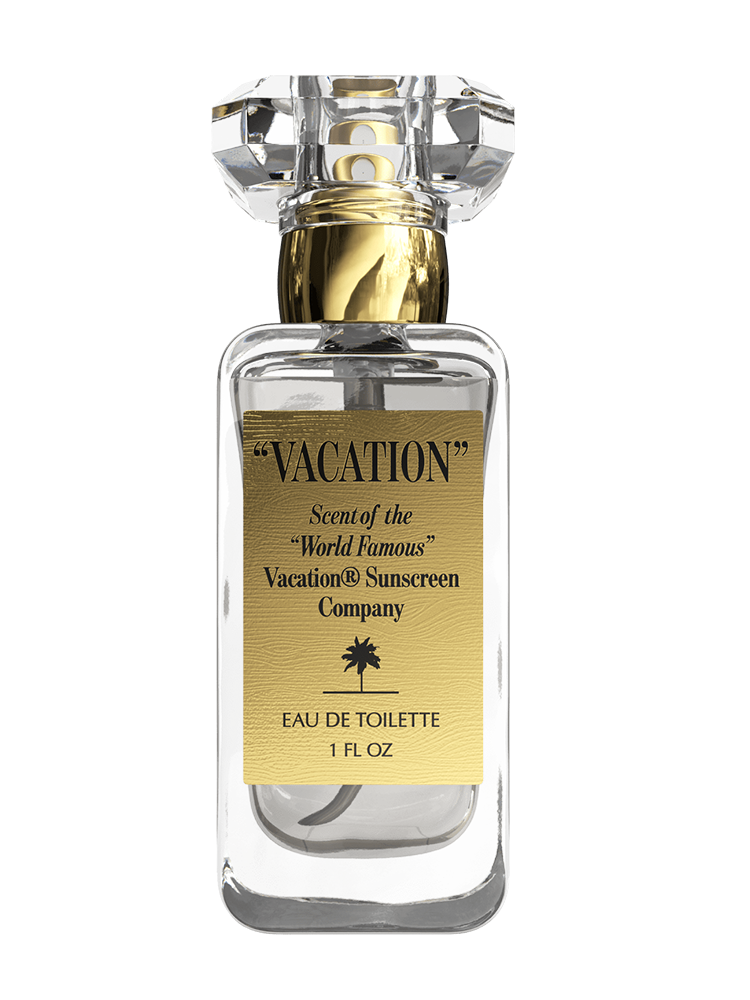 “VACATION”
Scent of the
“World Famous”
Vacation® Sunscreen
Company
EAU DE TOILETTE
1 FL OZ